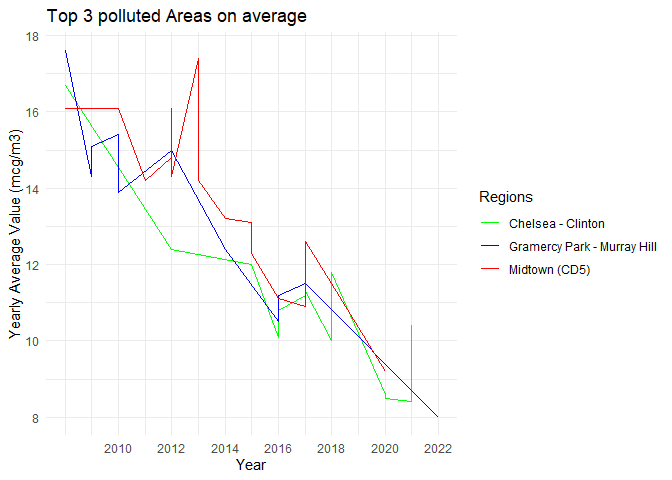 Top 3 polluted Areas on average
Yearly Average Value (mcg/m3)
18
16
14
12
10
8
2010 2012 2014 2016 2018 2020 2022
Year
Regions
Chelsea - Clinton
Gramercy Park - Murray Hill
Midtown (CD5)